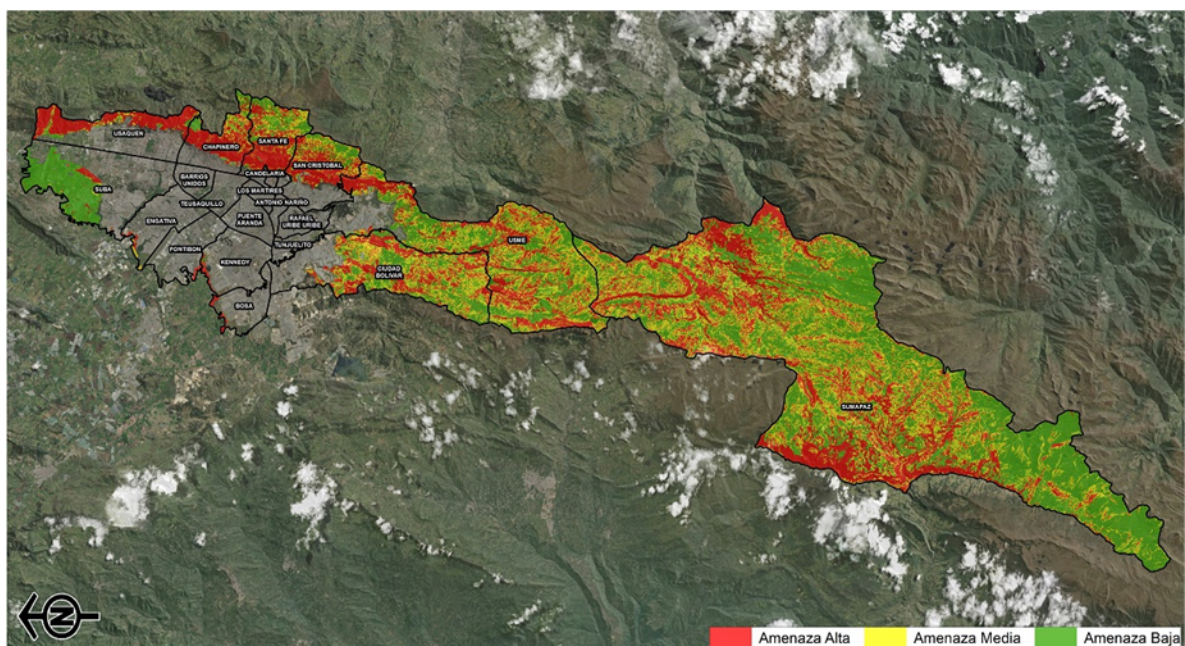 USAQUEN
CHAPINERO
SANTA FE
SAN CRISTOBAL
CANDELARIA
SUBA
BARRIOS
UNIDOS
LOS MARTIRES
TEUSAQUILLO
ANTONIO NARIÑO
ENGATIVA
PUENTE
ARANDA
RAFAEL
URIBE URIBE
FONTIBON
TUNJUELITO
KENNEDY
BOSA
CIUDAD
BOLIVAR
USME
SUMAPAZ
N
Amenaza Alta
Amenaza Media
Amenaza Baja